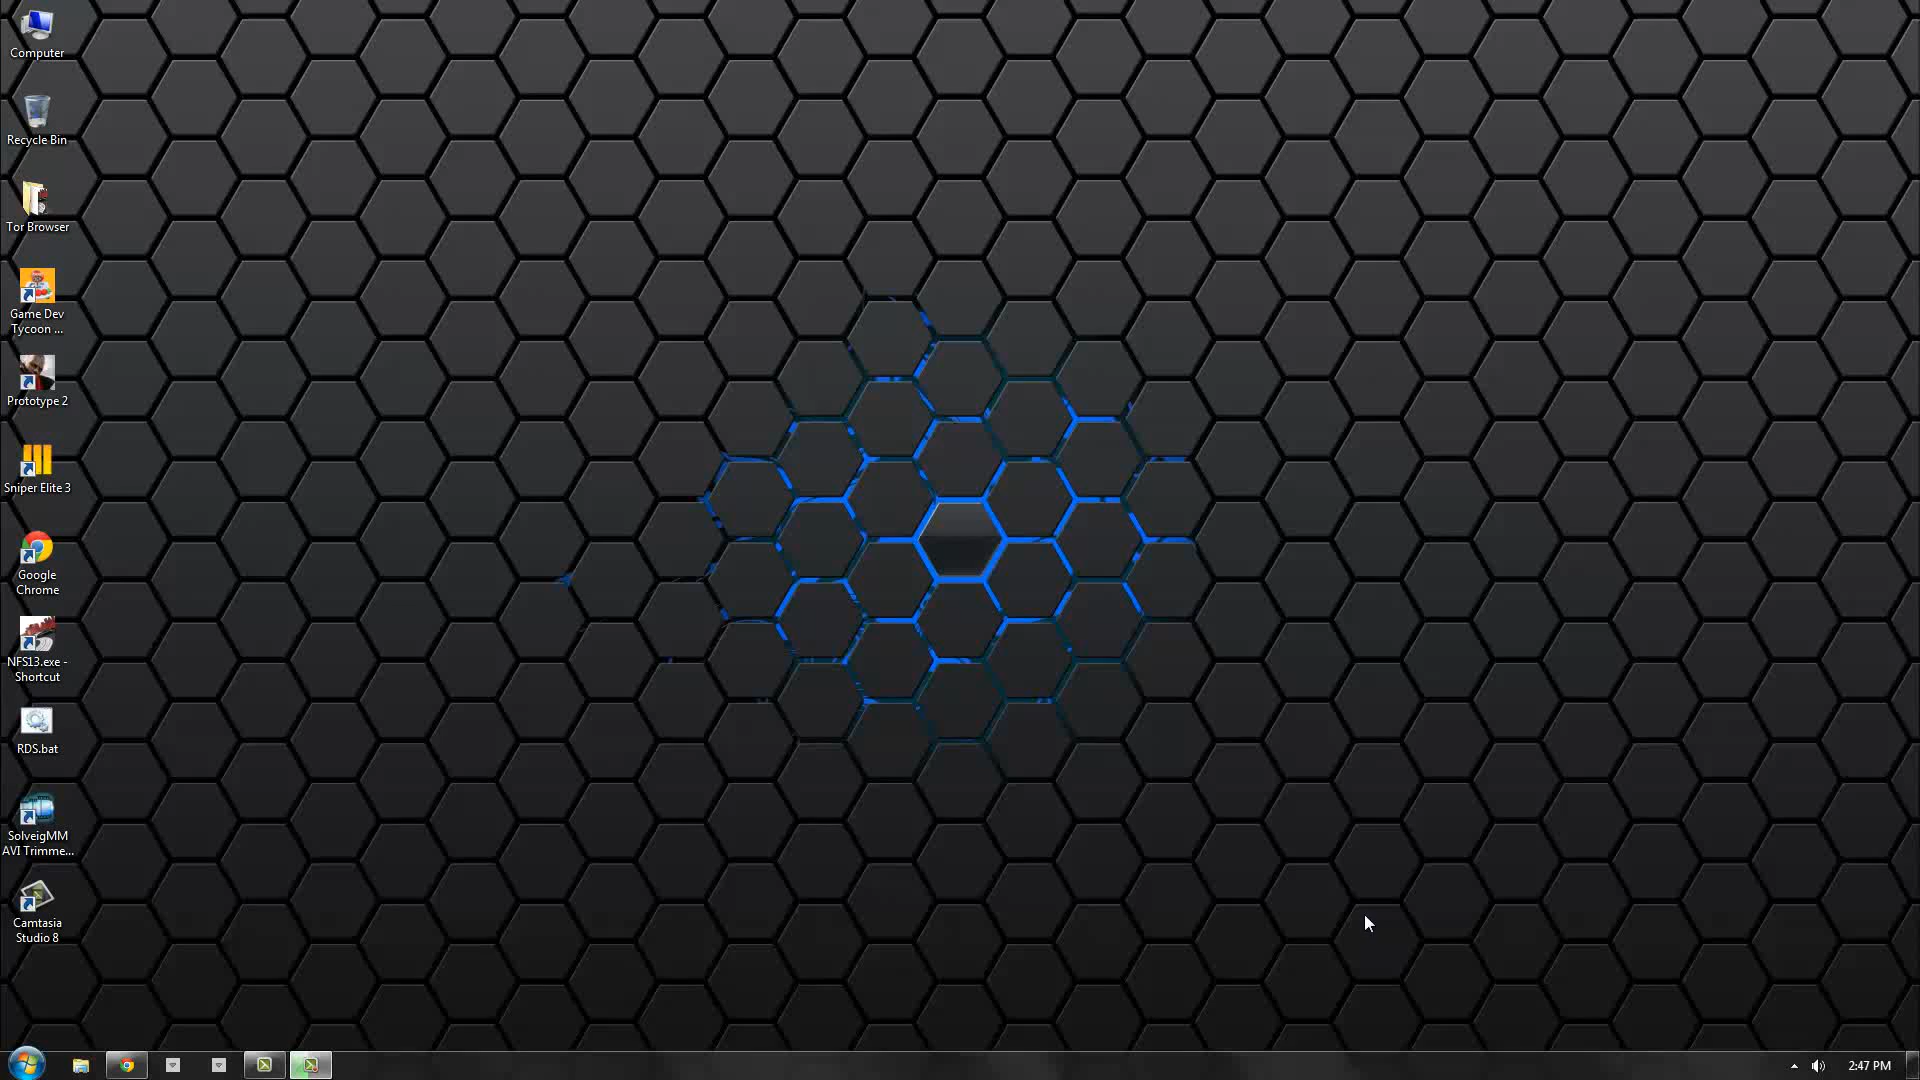 Computer
Recycle Bin
Tor Browser
Game Dev
Tycoon ...
Prototype 2
Sniper Elite 3
Google
Chrome
NFS13.exe -
Shortcut
RDS.bat
SolveigMM
AVI Trimme...
Camtasia
Studio 8
2:47 PM